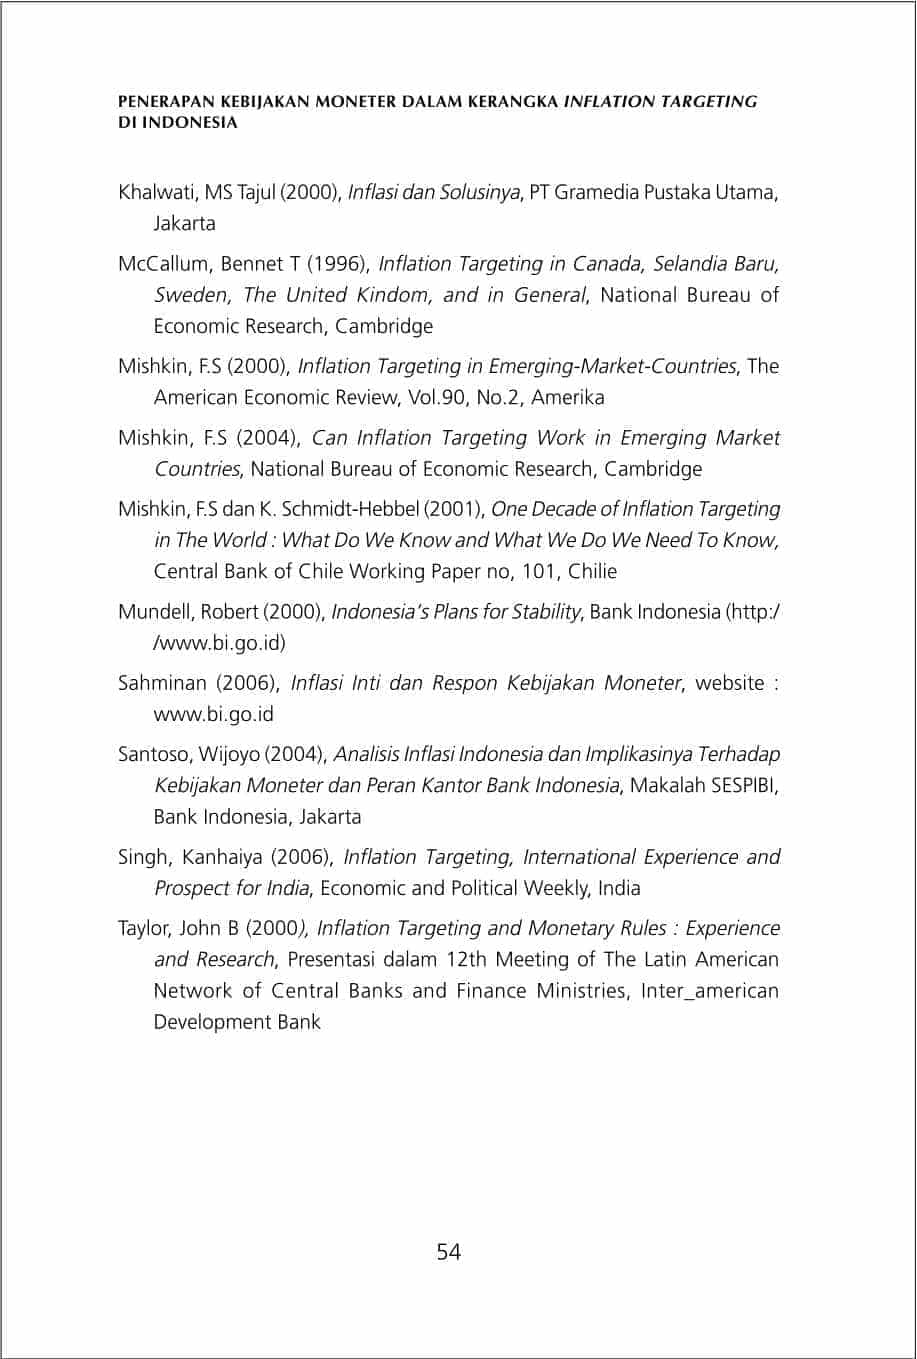 PENERAPAN KEBIJAKAN MONETER DALAM KERANGKA INFLATION TARGETING
DI INDONESIA
Khalwati, MS Tajul (2000), Inflasi dan Solusinya, PT Gramedia Pustaka Utama,
Jakarta
McCallum, Bennet T (1996), Inflation Targeting in Canada, Selandia Baru,
Sweden, The United Kindom, and in General, National Bureau of
Economic Research, Cambridge
Mishkin, F.S (2000), Inflation Targeting in Emerging-Market-Countries, The
American Economic Review, Vol.90, No.2, Amerika
Mishkin, F.S (2004), Can Inflation Targeting Work in Emerging Market
Countries, National Bureau of Economic Research, Cambridge
Mishkin, F.S dan K. Schmidt-Hebbel (2001), One Decade of Inflation Targeting
in The World : What Do We Know and What We Do We Need To Know,
Central Bank of Chile Working Paper no, 101, Chilie
Mundell, Robert (2000), Indonesia's Plans for Stability, Bank Indonesia (http:/
/www.bi.go.id)
Sahminan (2006), Inflasi Inti dan Respon Kebijakan Moneter, website :
www.bi.go.id
Santoso, Wijoyo (2004), Analisis Inflasi Indonesia dan Implikasinya Terhadap
Kebijakan Moneter dan Peran Kantor Bank Indonesia, Makalah SESPIBI,
Bank Indonesia, Jakarta
Singh, Kanhaiya (2006), Inflation Targeting, International Experience and
Prospect for India, Economic and Political Weekly, India
Taylor, John B (2000), Inflation Targeting and Monetary Rules : Experience
and Research, Presentasi dalam 12th Meeting of The Latin American
Network of Central Banks and Finance Ministries, Inter_american
Development Bank
54